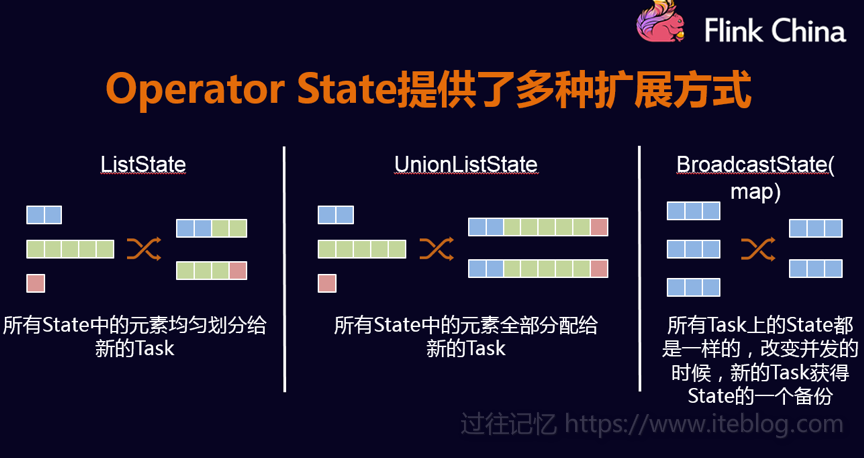 Flink China
Operator State提供了多种扩展方式
ListState
所有State中的元素均匀划分给
新的Task
UnionListState
所有State中的元素全部分配给
新的Task
BroadcastState(
map)
所有Task上的State都
是一样的，改变并发的
时候，新的Task获得
State的一个备份
过往记忆 https://www.iteblog.com